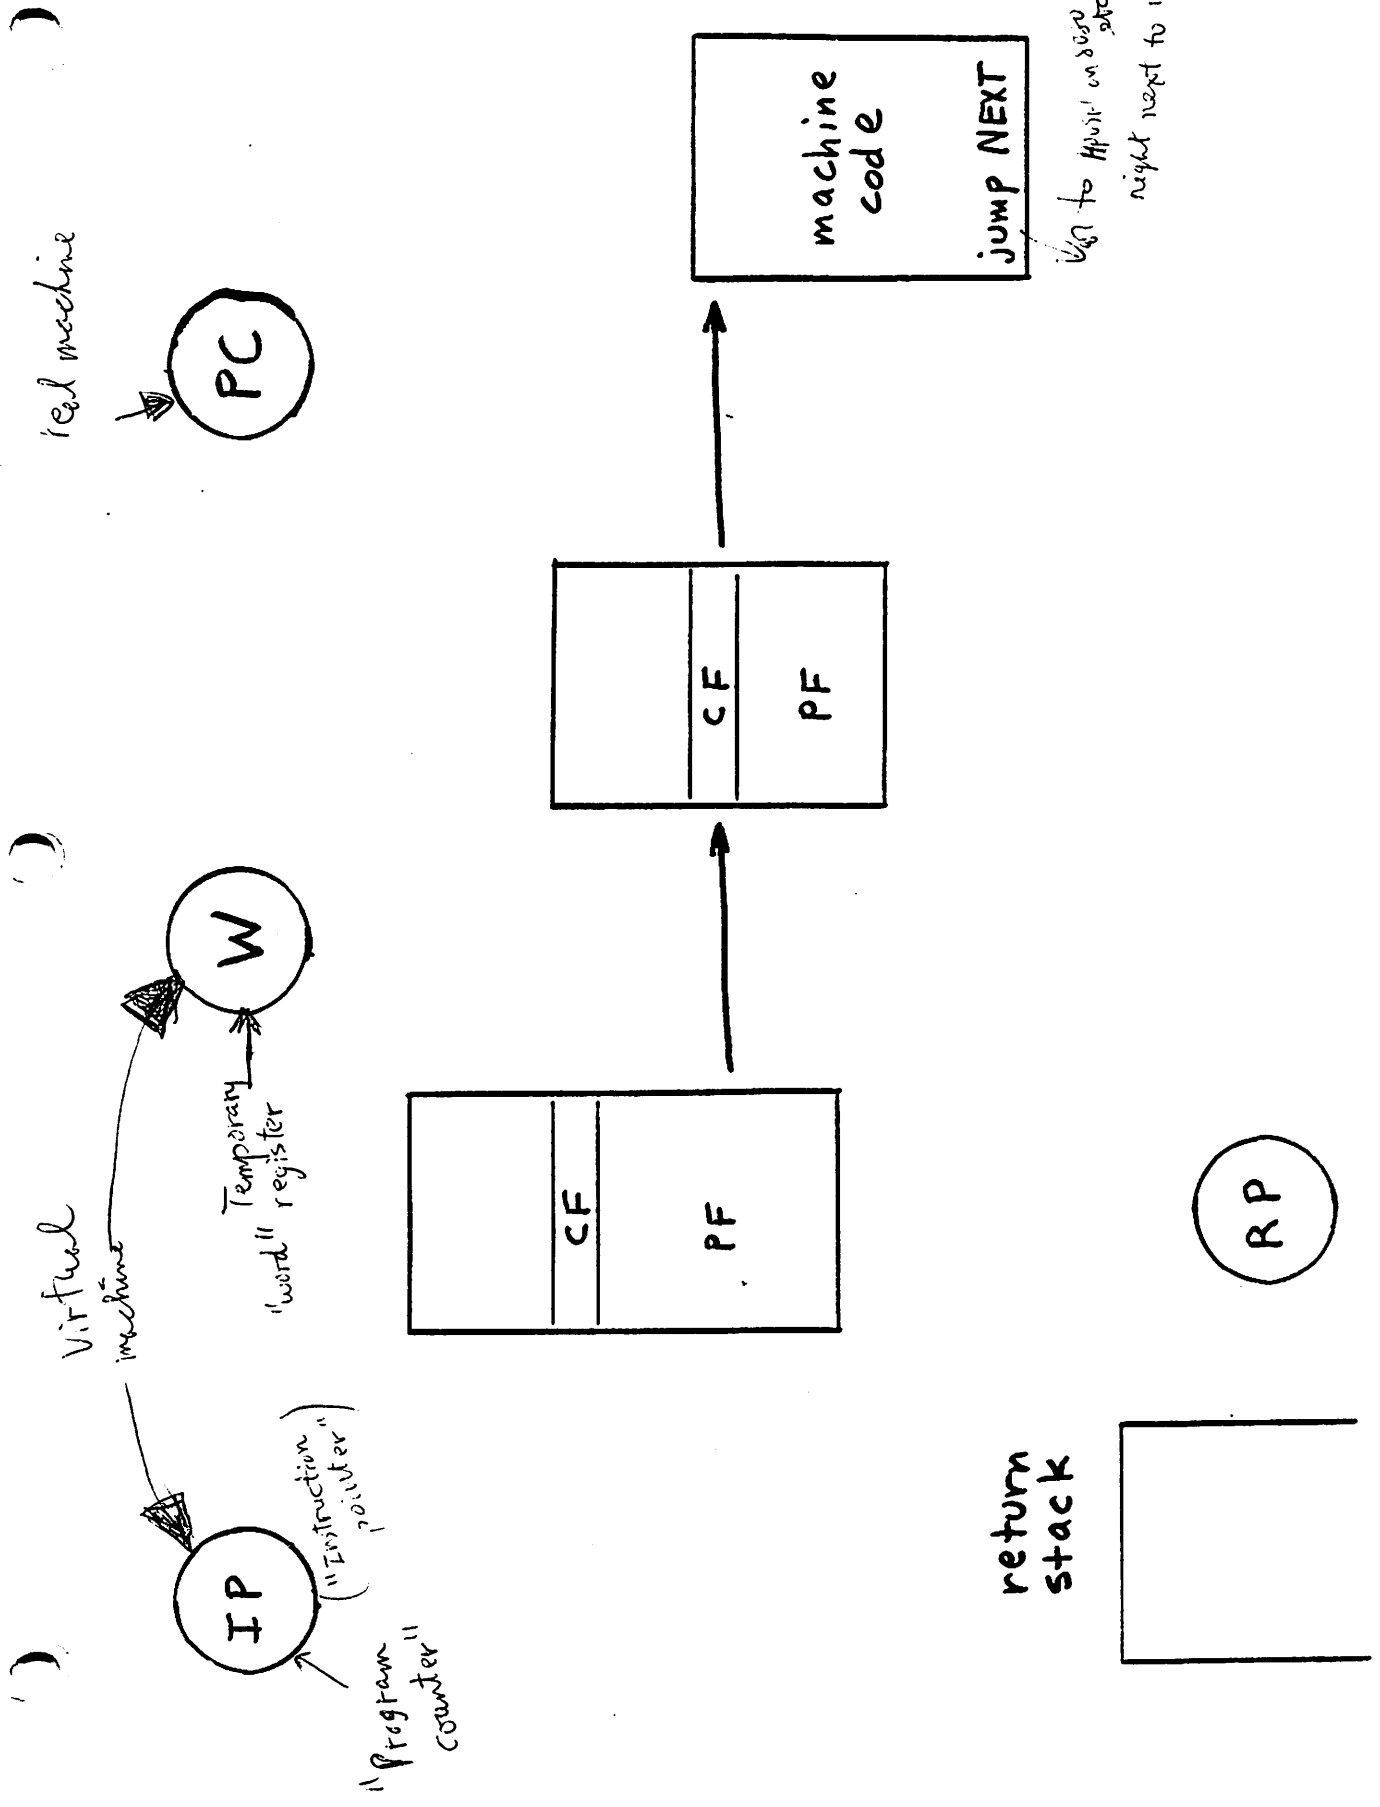 Virtual
machine
real machine
IP
W
PC
("Instruction
pointer")
"Program
counter"
Temporary
"word"
register
CF
PF
CF
PF
machine
code
jump NEXT
to
right next to
return
stack
RP